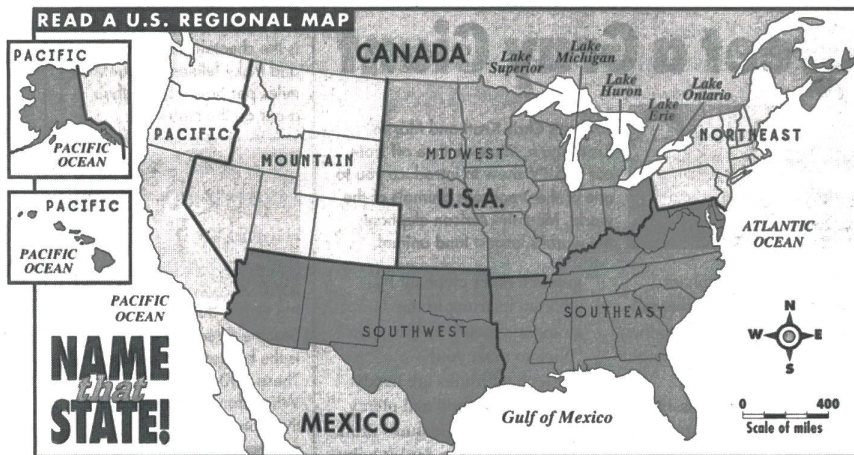 READ A U.S. REGIONAL MAP
PACIFIC
PACIFIC
OCEAN
PACIFIC
PACIFIC
OCEAN
CANADA
Lake
Superior
Lake
Michigan
Lake
Huron
Lake
Ontario
Lake
Erie
PACIFIC
MOUNTAIN
MIDWEST
NORTHEAST
U.S.A.
ATLANTIC
OCEAN
PACIFIC
OCEAN
SOUTHWEST
SOUTHEAST
NAME
that
STATE!
MEXICO
Gulf of Mexico
N
W E
S
0 400
Scale of miles